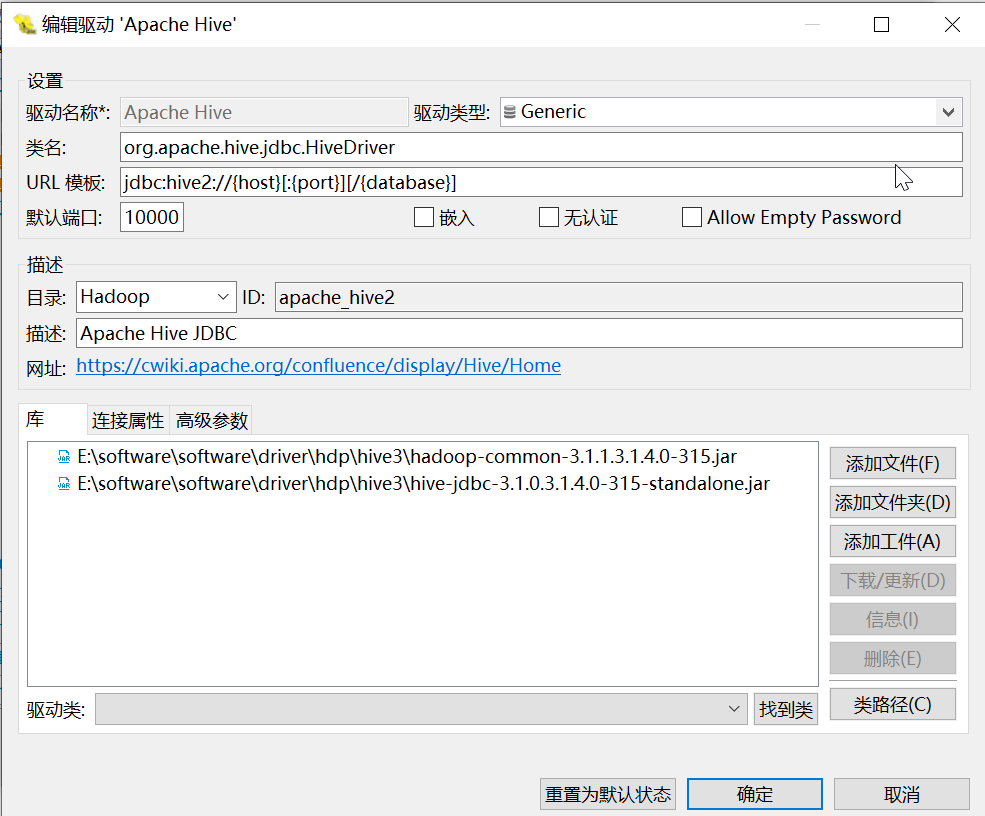 编辑驱动 'Apache Hive'
设置
驱动名称*: Apache Hive 驱动类型: Generic
类名: org.apache.hive.jdbc.HiveDriver
URL 模板: jdbc:hive2://{host}[:{port}][/{database}]
默认端口: 10000 嵌入 无认证 Allow Empty Password
描述
目录: Hadoop ID: apache_hive2
描述: Apache Hive JDBC
网址: https://cwiki.apache.org/confluence/display/Hive/Home
库 连接属性 高级参数
JAR E:\software\software\driver\hdp\hive3\hadoop-common-3.1.1.3.1.4.0-315.jar
JAR E:\software\software\driver\hdp\hive3\hive-jdbc-3.1.0.3.1.4.0-315-standalone.jar
添加文件(F)
添加文件夹(D)
添加工件(A)
下载/更新(D)
信息(I)
删除(E)
类路径(C)
驱动类: 找到类
重置为默认状态 确定 取消